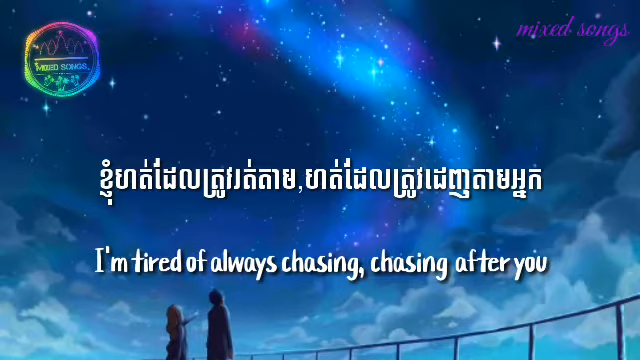 mixed songs
MIXED SONGS
ខ្ញុំហត់ដែលត្រូវរត់តាម,ហត់ដែលត្រូវដេញតាមអ្នក
I'm tired of always chasing, chasing after you